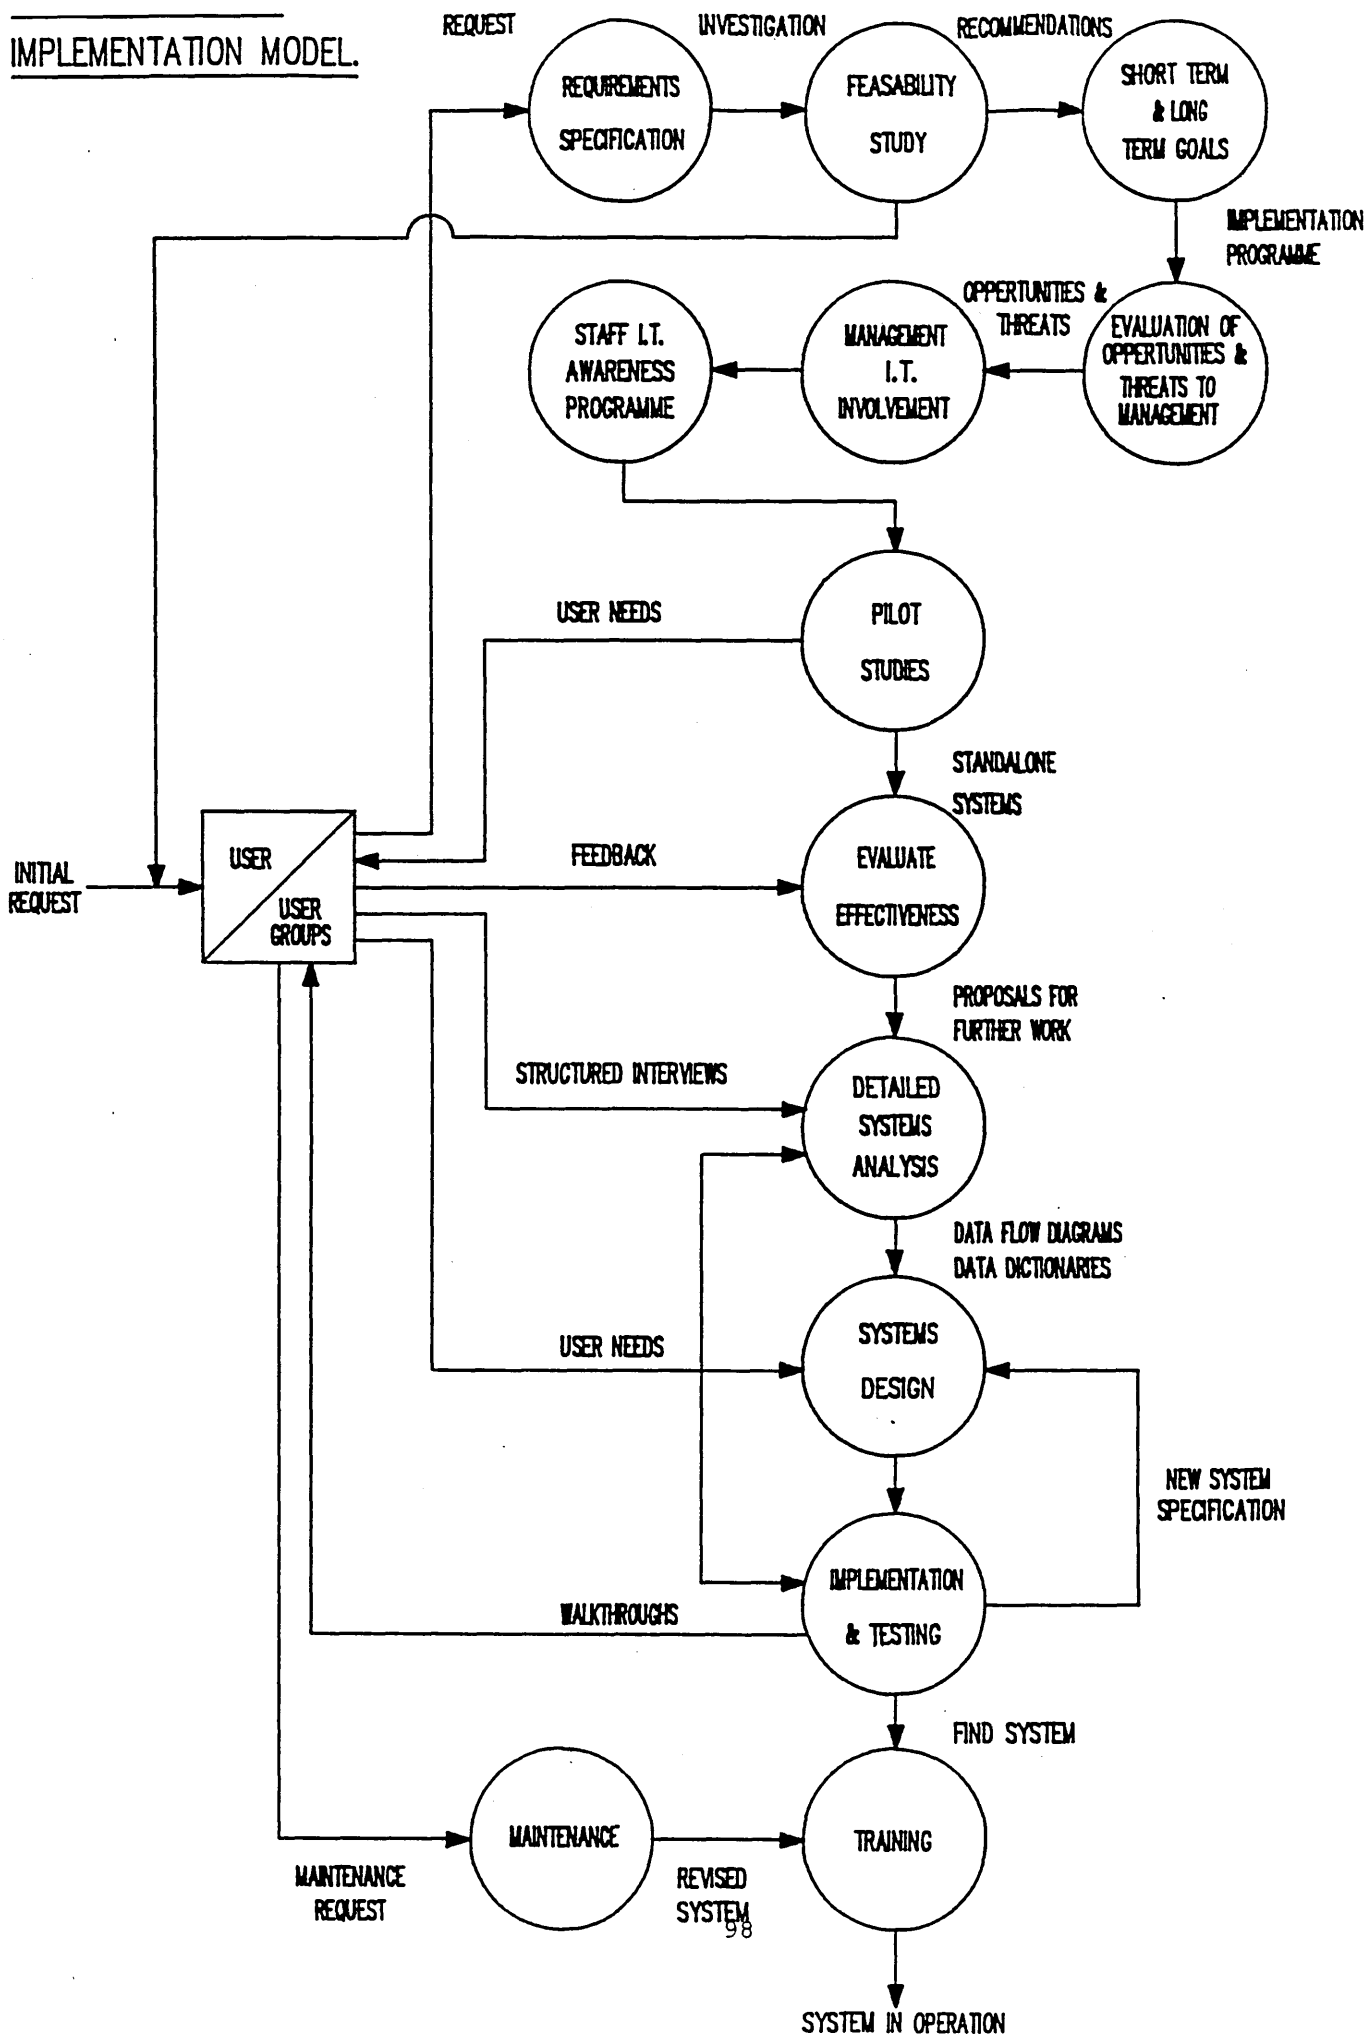 IMPLEMENTATION MODEL.
REQUEST
INVESTIGATION
RECOMMENDATIONS
REQUIREMENTS
SPECIFICATION
FEASABILITY
STUDY
SHORT TERM
& LONG
TERM GOALS
IMPLEMENTATION
PROGRAMME
STAFF I.T.
AWARENESS
PROGRAMME
MANAGEMENT
I.T.
INVOLVEMENT
OPPERTUNITIES &
THREATS
EVALUATION OF
OPPERTUNITIES &
THREATS TO
MANAGEMENT
USER NEEDS
PILOT
STUDIES
STANDALONE
SYSTEMS
INITIAL
REQUEST
USER
USER
GROUPS
FEEDBACK
EVALUATE
EFFECTIVENESS
PROPOSALS FOR
FURTHER WORK
STRUCTURED INTERVIEWS
DETAILED
SYSTEMS
ANALYSIS
DATA FLOW DIAGRAMS
DATA DICTIONARIES
USER NEEDS
SYSTEMS
DESIGN
NEW SYSTEM
SPECIFICATION
WALKTHROUGHS
IMPLEMENTATION
& TESTING
FIND SYSTEM
MAINTENANCE
REQUEST
MAINTENANCE
REVISED
SYSTEM
TRAINING
98
SYSTEM IN OPERATION